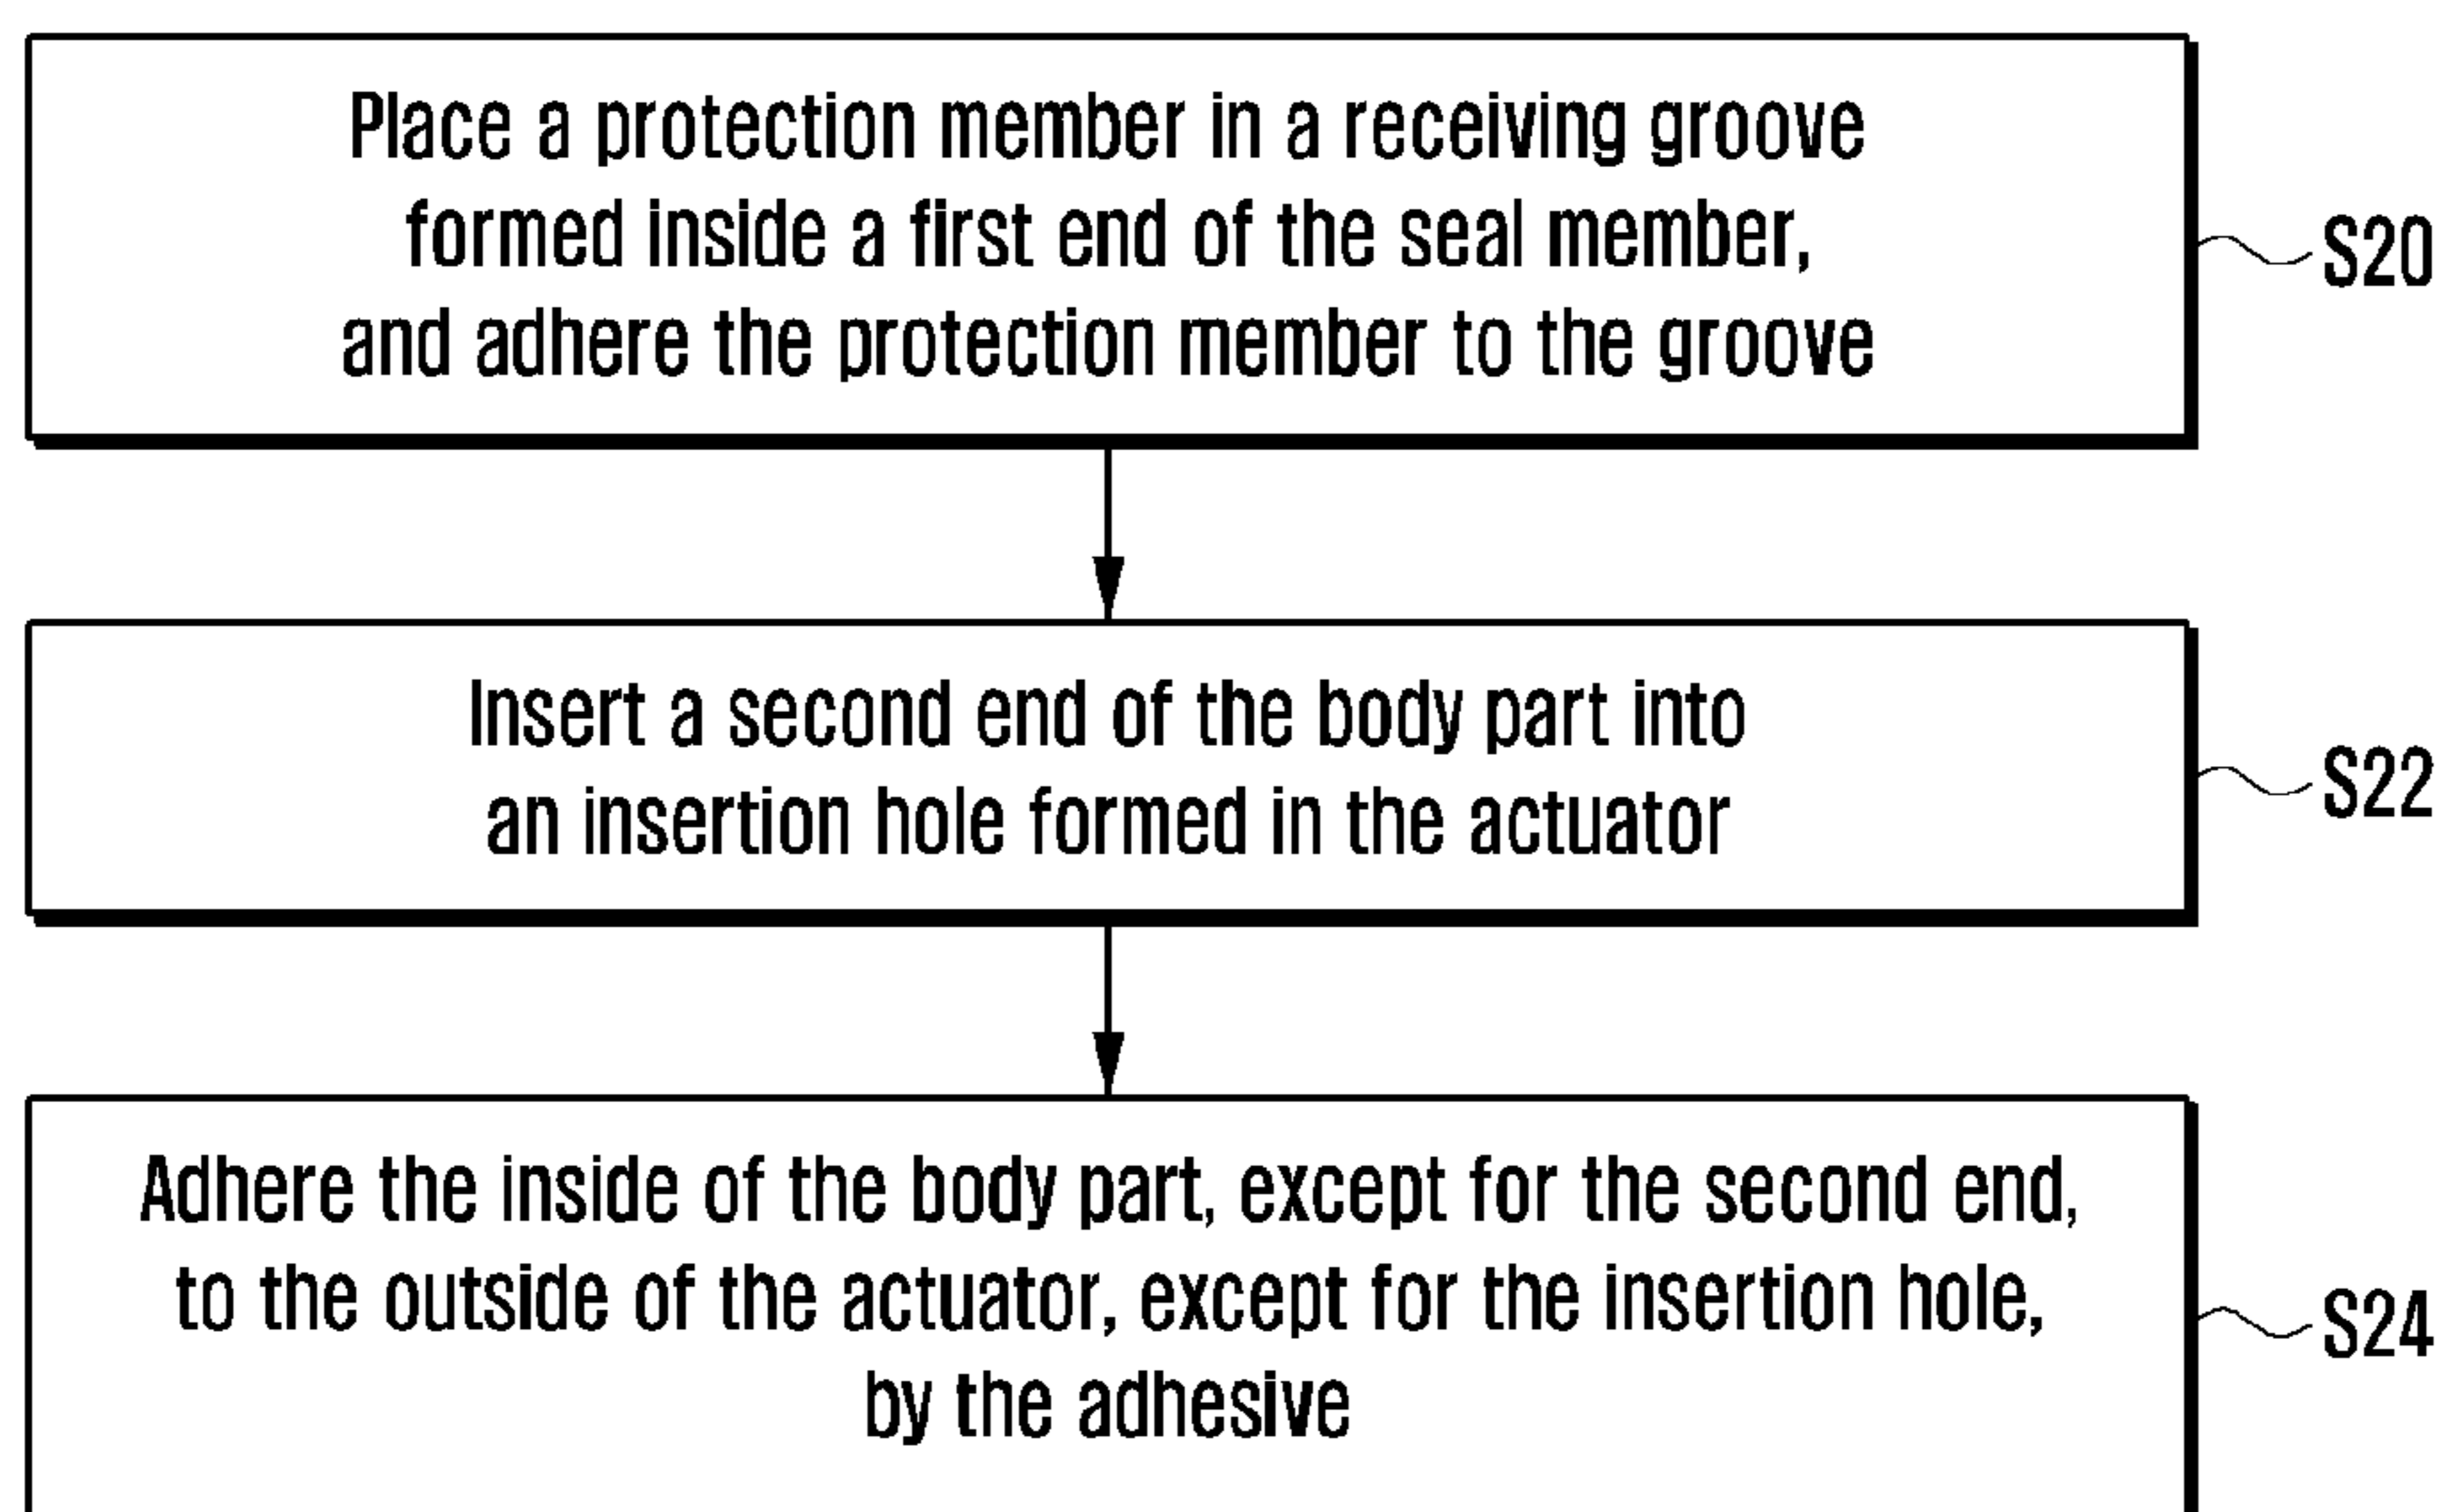 Place a protection member in a receiving groove
formed inside a first end of the seal member,
and adhere the protection member to the groove
S20
Insert a second end of the body part into
an insertion hole formed in the actuator
S22
Adhere the inside of the body part, except for the second end,
to the outside of the actuator, except for the insertion hole,
by the adhesive
S24